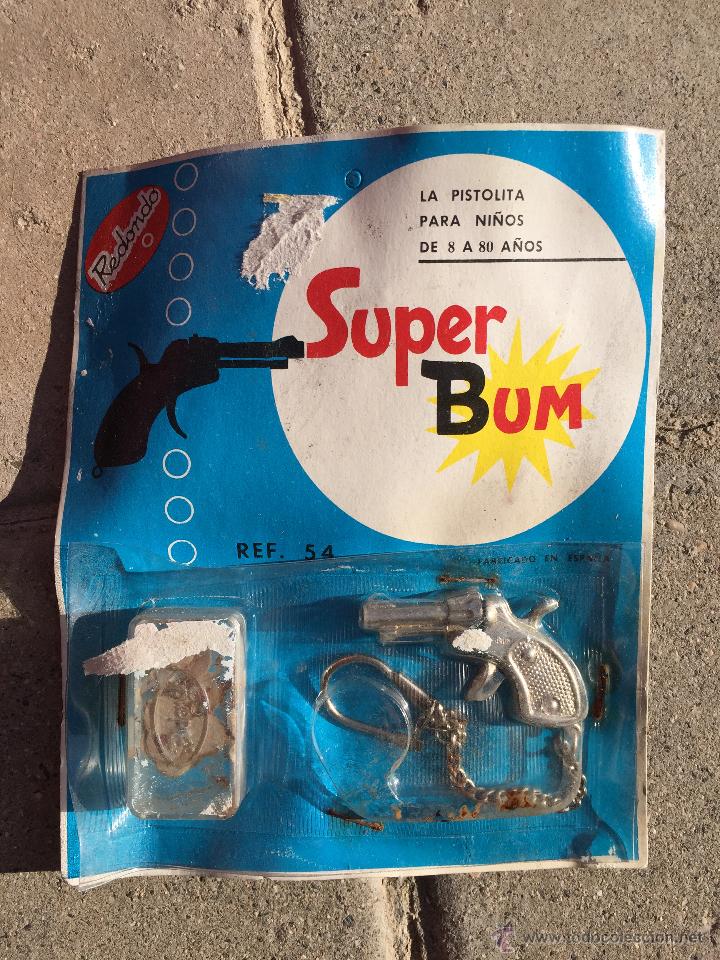 Redondo
LA PISTOLITA
PARA NIÑOS
DE 8 A 80 AÑOS
Super
BUM
REF. 54
FABRICADO EN ESPAÑA
www.todocoleccion.net